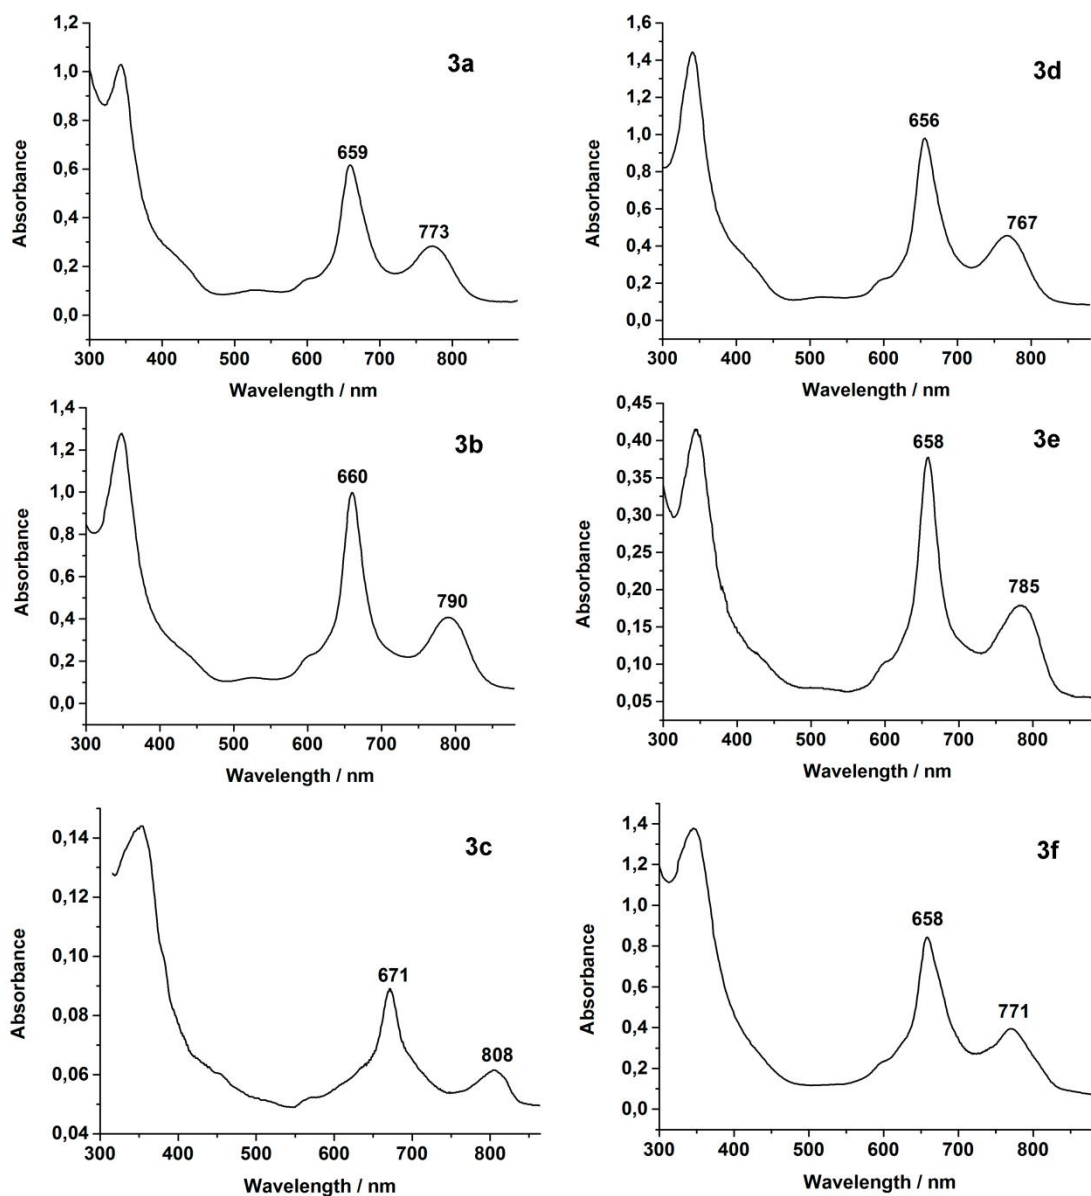 1,2
1,0
0,8
0,6
0,4
0,2
0,0
Absorbance
3a
659
773
300 400 500 600 700 800
Wavelength / nm
1,6
1,4
1,2
1,0
0,8
0,6
0,4
0,2
0,0
Absorbance
3d
656
767
300 400 500 600 700 800
Wavelength / nm
1,4
1,2
1,0
0,8
0,6
0,4
0,2
0,0
Absorbance
3b
660
790
300 400 500 600 700 800
Wavelength / nm
0,45
0,40
0,35
0,30
0,25
0,20
0,15
0,10
0,05
Absorbance
3e
658
785
300 400 500 600 700 800
Wavelength / nm
0,14
0,12
0,10
0,08
0,06
0,04
Absorbance
3c
671
808
300 400 500 600 700 800
Wavelength / nm
1,4
1,2
1,0
0,8
0,6
0,4
0,2
0,0
Absorbance
3f
658
771
300 400 500 600 700 800
Wavelength / nm